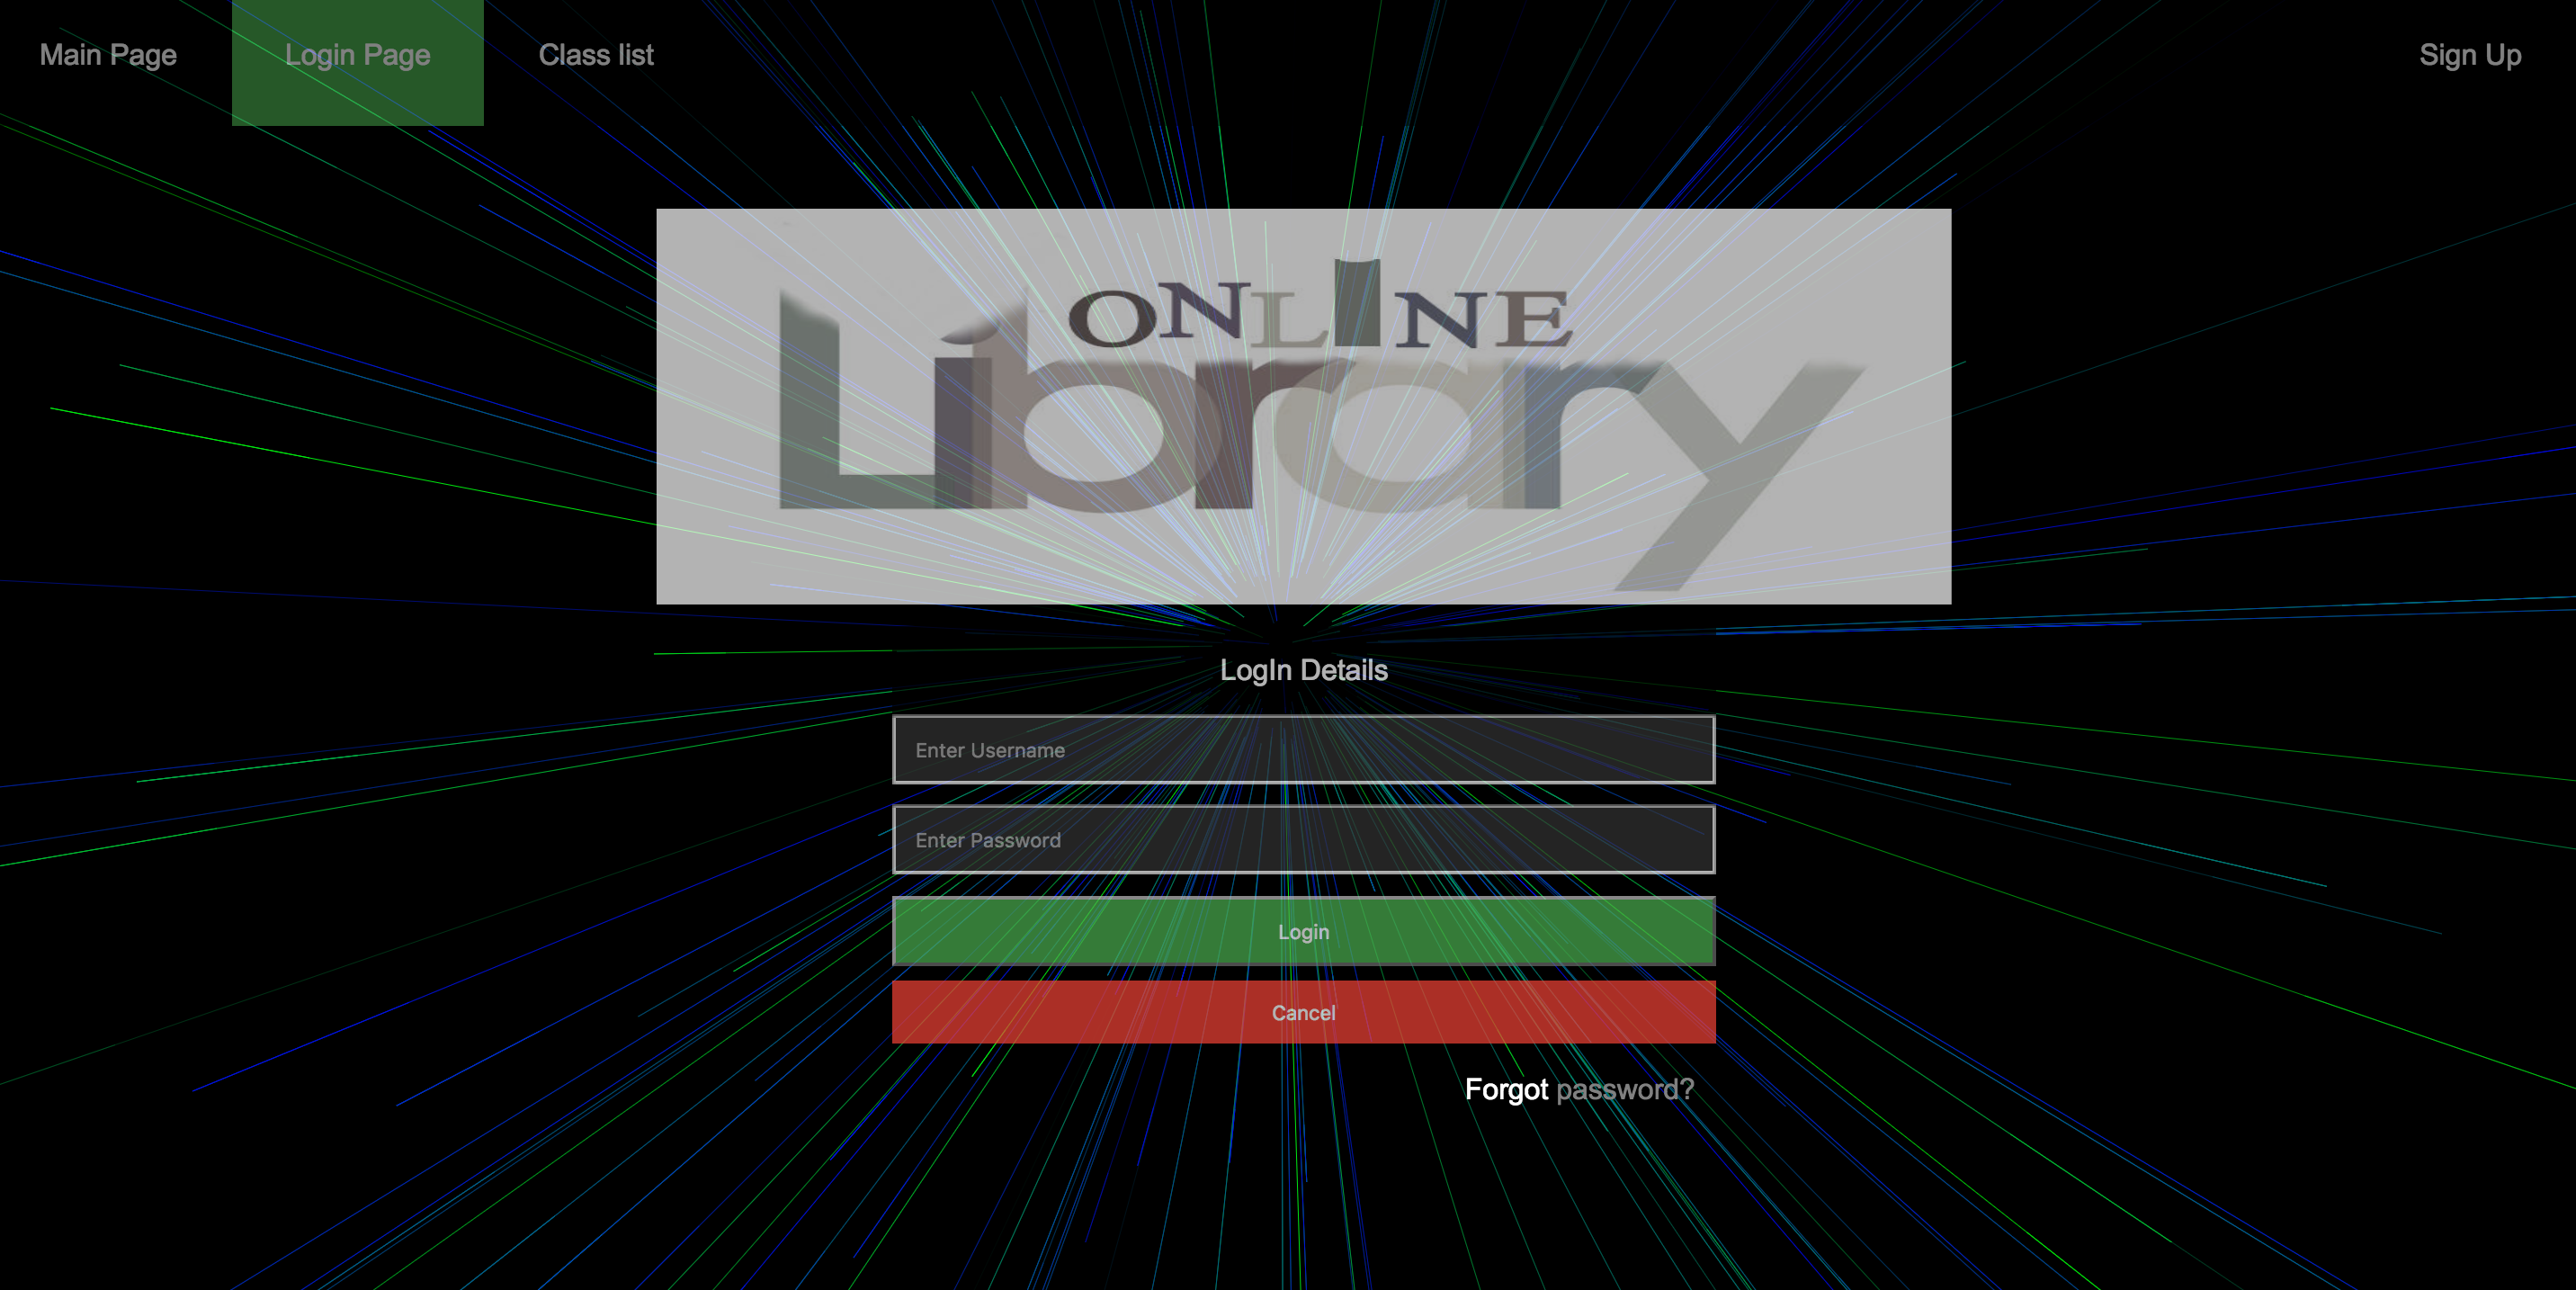 Main Page Login Page Class list Sign Up
ONLINE
Library
LogIn Details
Enter Username
Enter Password
Login
Cancel
Forgot password?